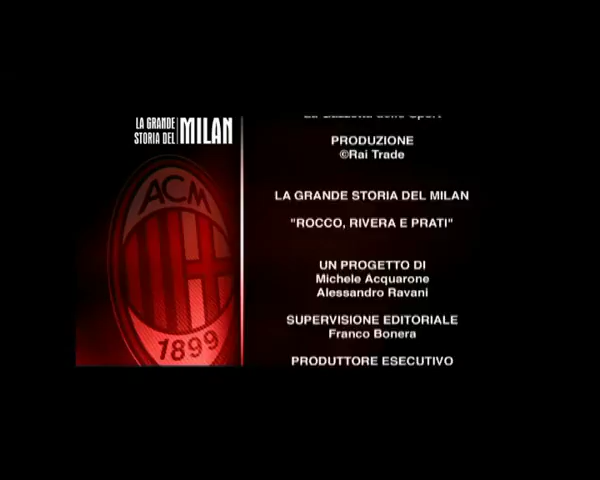 LA GRANDE
STORIA DEL MILAN
ACM
1899
PRODUZIONE
©Rai Trade
LA GRANDE STORIA DEL MILAN
"ROCCO, RIVERA E PRATI"
UN PROGETTO DI
Michele Acquarone
Alessandro Ravani
SUPERVISIONE EDITORIALE
Franco Bonera
PRODUTTORE ESECUTIVO